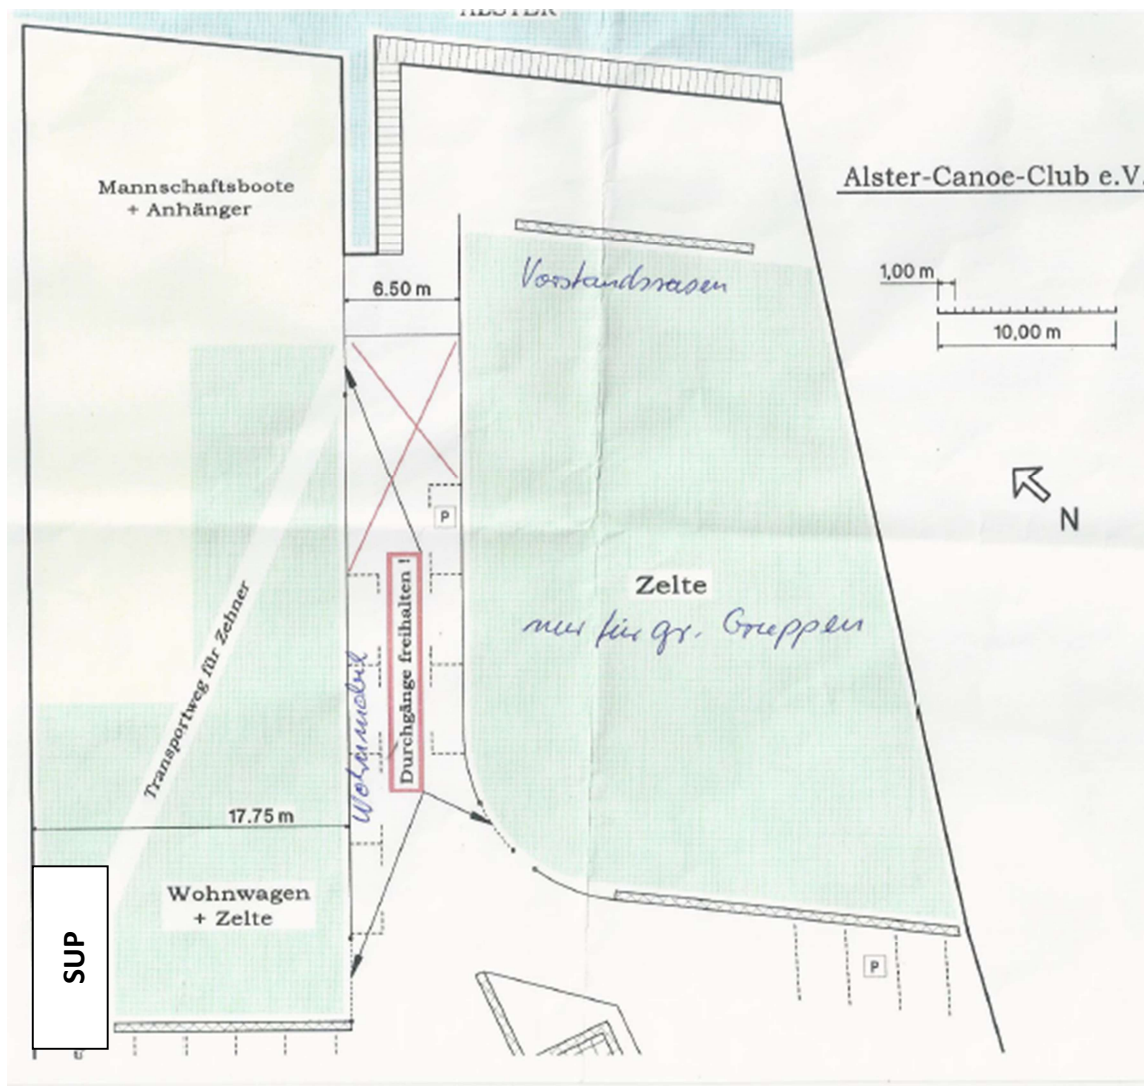 ALSTER
Alster-Canoe-Club e.V.
Mannschaftsboote
+ Anhänger
6.50 m
Vorstandsrasen
1,00 m
10,00 m
N
P
Zelte
nur für gr. Gruppen
Durchgänge freihalten !
Wohnmobil
Transportweg für Zehner
17.75 m
Wohnwagen
+ Zelte
SUP
P